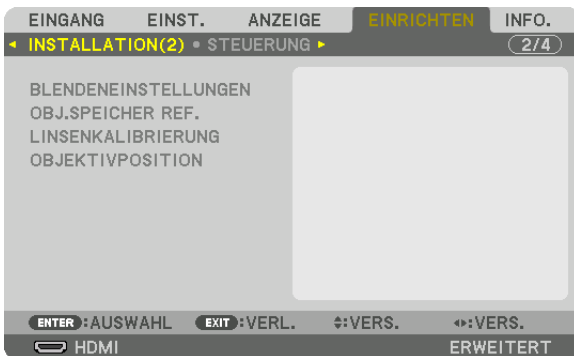 EINGANG EINST. ANZEIGE EINRICHTEN INFO.
INSTALLATION(2) • STEUERUNG 2/4
BLENDENEINSTELLUNGEN
OBJ.SPEICHER REF.
LINSENKALIBRIERUNG
OBJEKTIVPOSITION
ENTER :AUSWAHL EXIT :VERL. :VERS. :VERS.
HDMI ERWEITERT